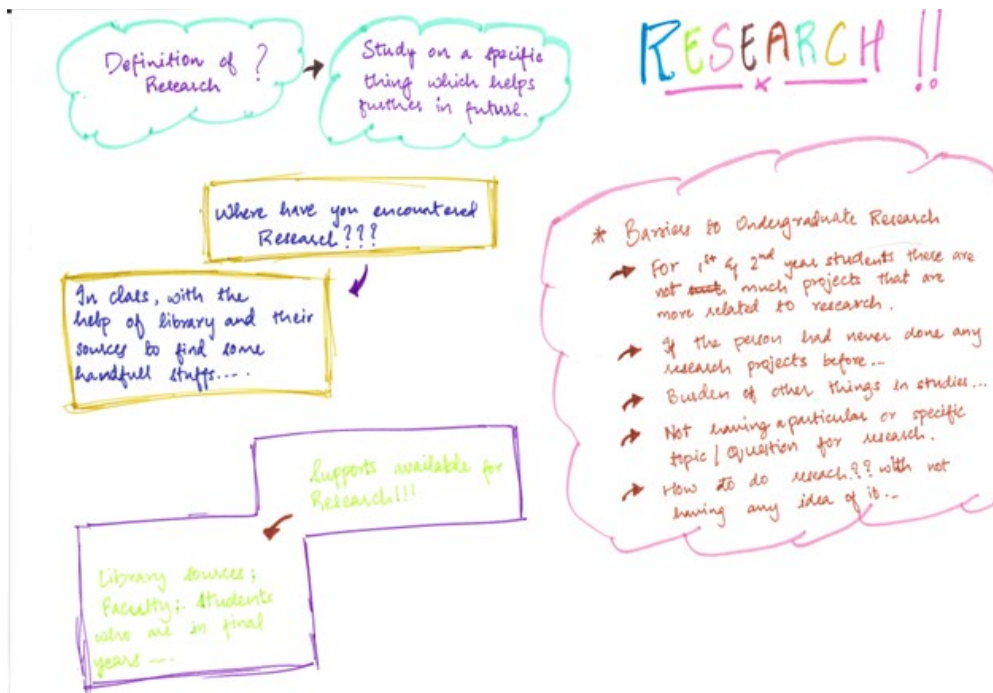 RESEARCH!!
Definition of ?
Research
Study on a specific
thing which helps
further in future.
Where have you encountered
Research???
In class, with the
help of library and their
sources to find some
handfull stuffs....
Supports available for
Research!!!
Library sources;
Faculty; students
who are in final
years ....
* Barriers to Undergraduate Research
For 1st & 2nd year students there are
not much projects that are
more related to research.
If the person had never done any
research projects before...
Burden of other things in studies...
Not having a particular or specific
topic / Question for research.
How to do reseach?? with not
having any idea of it...